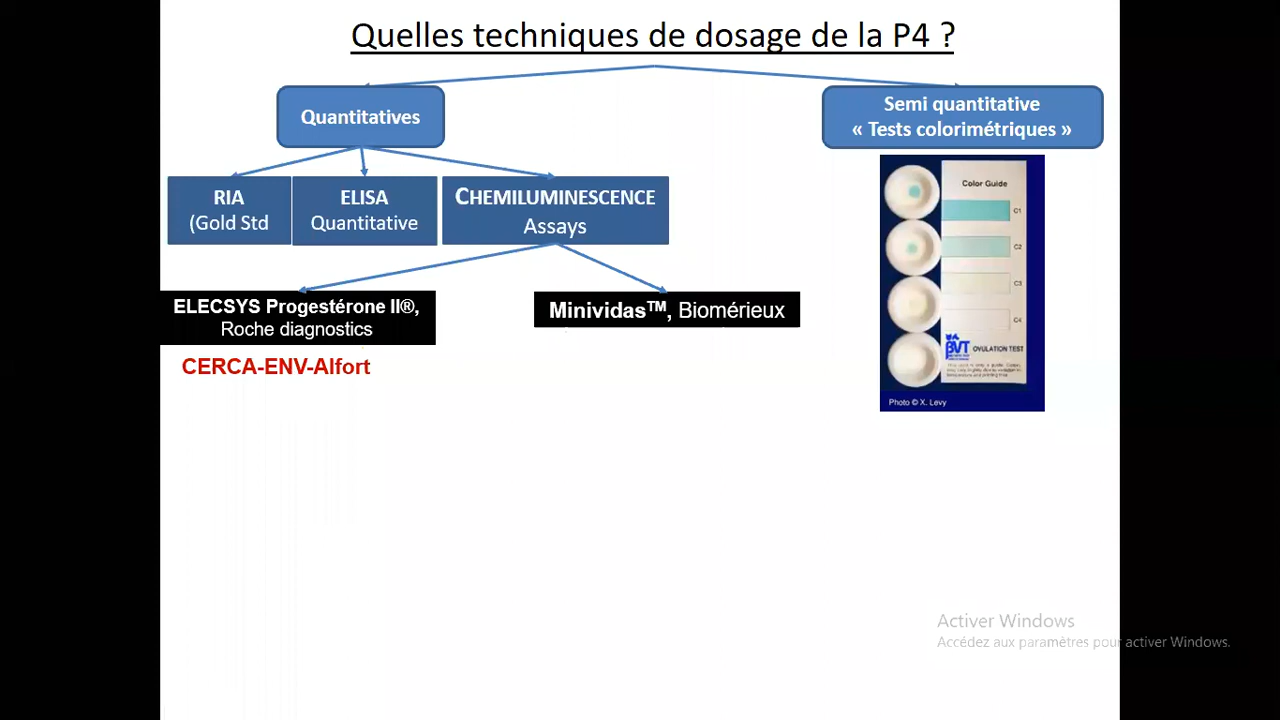 Quelles techniques de dosage de la P4 ?
Quantitatives
Semi quantitative
« Tests colorimétriques »
RIA
(Gold Std
ELISA
Quantitative
CHEMILUMINESCENCE
Assays
ELECSYS Progestérone II®,
Roche diagnostics
CERCA-ENV-Alfort
Minividas™, Biomérieux
Color Guide
C1
C2
C3
C4
OVULATION TEST
Photo © X. Levy
Activer Windows
Accédez aux paramètres pour activer Windows.